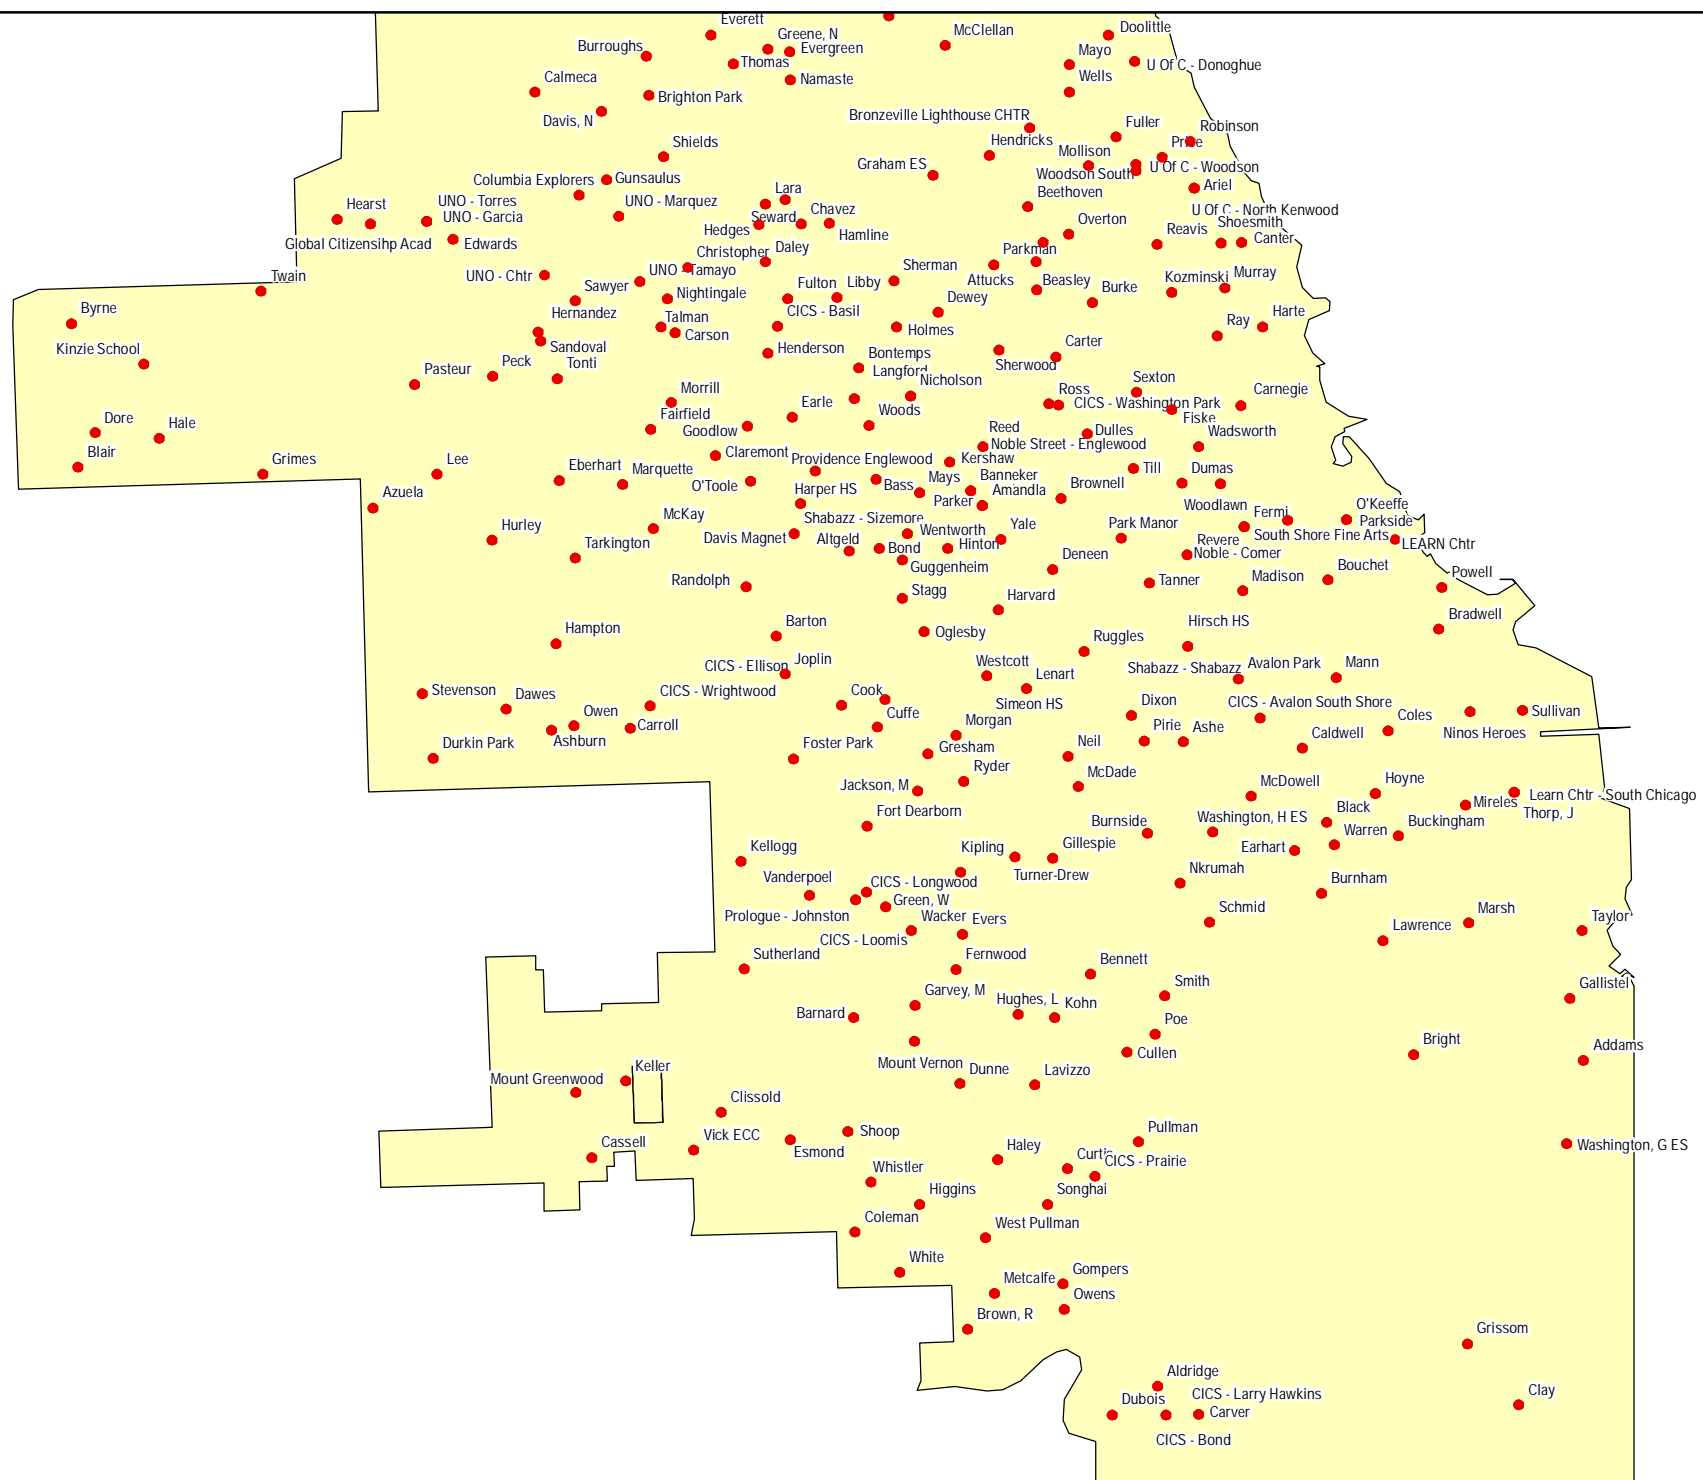 Everett
Greene, N
McClellan
Doolittle
Burroughs
Evergreen
Mayo
Thomas
U Of C - Donoghue
Calmeca
Namaste
Wells
Brighton Park
Davis, N
Bronzeville Lighthouse CHTR
Fuller
Robinson
Shields
Hendricks
Mollison
Graham ES
U Of C - Woodson
Woodson South
Columbia Explorers
Gunsaulus
Ariel
Lara
Beethoven
Hearst
UNO - Torres
UNO - Marquez
Chavez
U Of C - North Kenwood
UNO - Garcia
Seward
Overton
Shoesmith
Hedges
Hamline
Reavis
Canter
Global Citizensihp Acad
Edwards
Christopher
Daley
Parkman
Twain
UNO - Chtr
UNO - Tamayo
Sherman
Attucks
Beasley
Kozminski
Murray
Sawyer
Nightingale
Fulton
Libby
Dewey
Burke
Byrne
Hernandez
Talman
CICS - Basil
Harte
Carson
Holmes
Ray
Kinzie School
Sandoval
Henderson
Bontemps
Carter
Pasteur
Peck
Tonti
Langford
Sherwood
Nicholson
Sexton
Morrill
Ross
Carnegie
Earle
Woods
CICS - Washington Park
Dore
Hale
Fairfield
Goodlow
Reed
Dulles
Fiske
Wadsworth
Noble Street - Englewood
Blair
Grimes
Lee
Claremont
Providence Englewood
Kershaw
Eberhart
Marquette
Till
Dumas
O'Toole
Mays
Banneker
Brownell
Azuela
Harper HS
Bass
Parker
Amandla
Woodlawn
O'Keeffe
McKay
Shabazz - Sizemore
Fermi
Parkside
Hurley
Davis Magnet
Wentworth
Yale
Park Manor
South Shore Fine Arts
Tarkington
Altgeld
Bond
Hinton
Revere
LEARN Chtr
Noble - Comer
Deneen
Guggenheim
Bouchet
Powell
Randolph
Tanner
Madison
Stagg
Harvard
Bradwell
Hampton
Barton
Oglesby
Ruggles
Hirsch HS
CICS - Ellison
Joplin
Westcott
Shabazz - Shabazz
Avalon Park
Mann
Lenart
Stevenson
Dawes
CICS - Wrightwood
Cook
Simeon HS
Dixon
CICS - Avalon South Shore
Sullivan
Owen
Cuffe
Coles
Carroll
Morgan
Pirie
Ashe
Ninos Heroes
Ashburn
Caldwell
Durkin Park
Foster Park
Gresham
Neil
Ryder
McDade
Jackson, M
McDowell
Hoyne
Learn Chtr - South Chicago
Mireles
Fort Dearborn
Black
Thorp, J
Burnside
Washington, H ES
Buckingham
Warren
Kellogg
Kipling
Gillespie
Earhart
Vanderpoel
CICS - Longwood
Turner-Drew
Nkrumah
Burnham
Green, W
Prologue - Johnston
Wacker
Evers
Schmid
Marsh
Lawrence
Taylor
CICS - Loomis
Sutherland
Fernwood
Bennett
Garvey, M
Smith
Gallistel
Barnard
Hughes, L
Kohn
Poe
Bright
Addams
Mount Vernon
Cullen
Keller
Dunne
Lavizzo
Mount Greenwood
Clissold
Cassell
Vick ECC
Shoop
Pullman
Esmond
Haley
Curtis
Washington, G ES
Whistler
CICS - Prairie
Higgins
Songhai
Coleman
West Pullman
White
Metcalfe
Gompers
Owens
Brown, R
Grissom
Aldridge
Dubois
CICS - Larry Hawkins
Clay
Carver
CICS - Bond